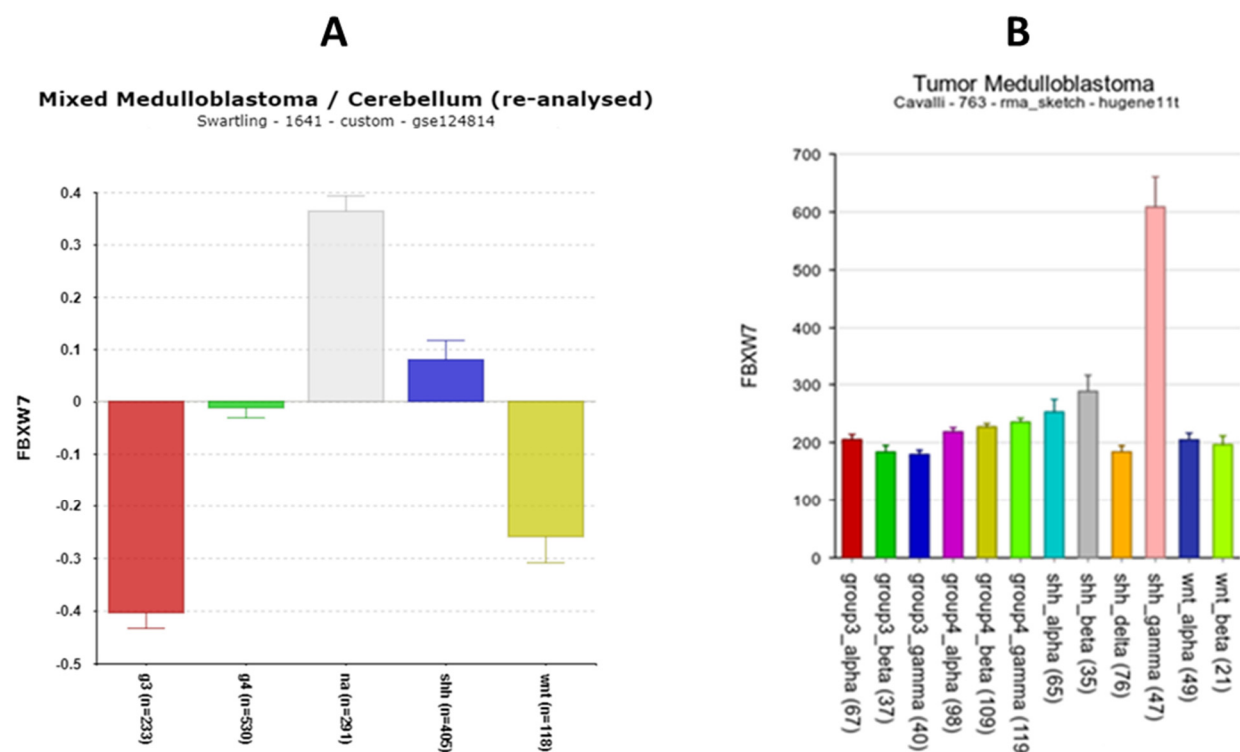 A
Mixed Medulloblastoma / Cerebellum (re-analysed)
Swartling - 1641 - custom - gse124814
FBXW7
0.4
0.3
0.2
0.1
0
-0.1
-0.2
-0.3
-0.4
-0.5
g3 (n=233)
g4 (n=530)
na (n=291)
shh (n=405)
wnt (n=118)
B
Tumor Medulloblastoma
Cavalli - 763 - rma_sketch - hugene11t
FBXW7
700
600
500
400
300
200
100
0
group3_alpha (67)
group3_beta (37)
group3_gamma (40)
group4_alpha (98)
group4_beta (109)
group4_gamma (119
shh_alpha (65)
shh_beta (35)
shh_delta (76)
shh_gamma (47)
wnt_alpha (49)
wnt_beta (21)